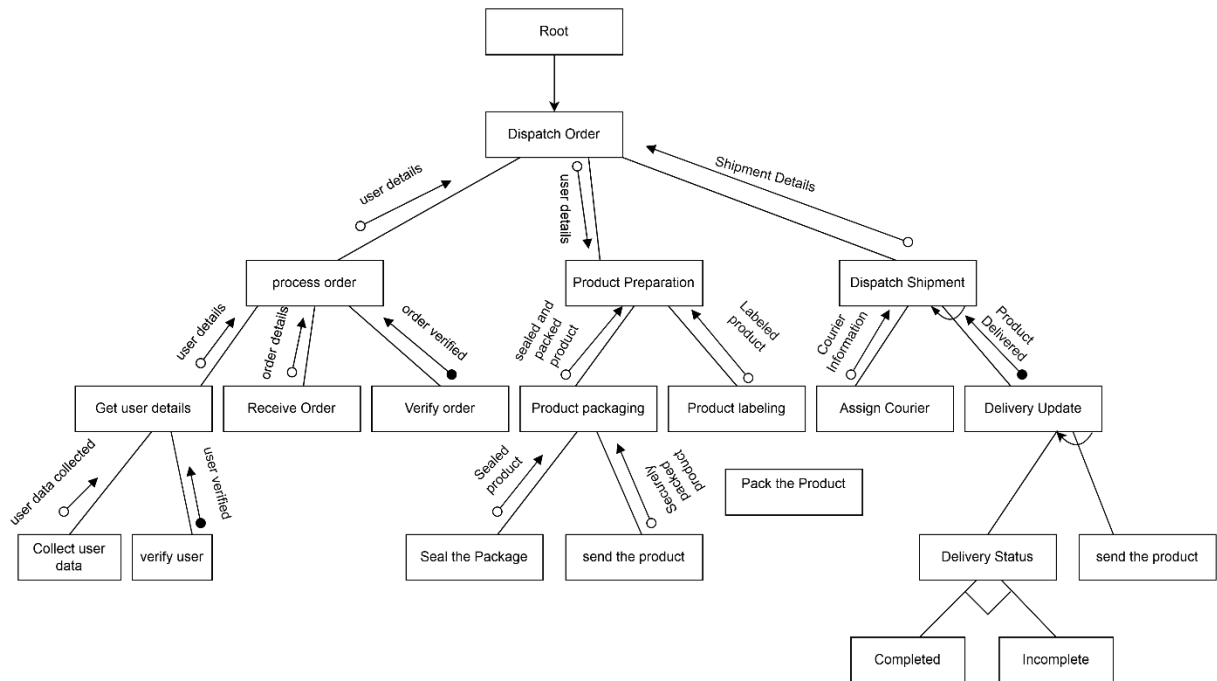 Root
Dispatch Order
user details
user details
Shipment Details
process order
Product Preparation
Dispatch Shipment
user details
order details
order verified
sealed and
packed
product
Labeled
product
Courier
Information
Product
Delivered
Get user details
Receive Order
Verify order
Product packaging
Product labeling
Assign Courier
Delivery Update
user data collected
user verified
Sealed
product
Securely
packed
product
Pack the Product
Collect user
data
verify user
Seal the Package
send the product
Delivery Status
send the product
Completed
Incomplete